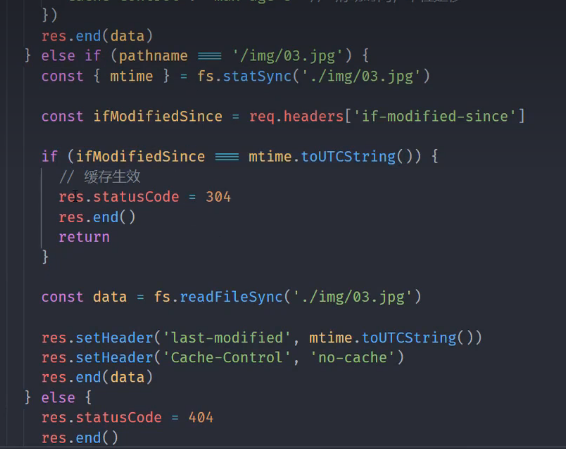 })
res.end(data)
} else if (pathname === '/img/03.jpg') {
const { mtime } = fs.statSync('./img/03.jpg')
const ifModifiedSince = req.headers['if-modified-since']
if (ifModifiedSince === mtime.toUTCString()) {
// 缓存生效
res.statusCode = 304
res.end()
return
}
const data = fs.readFileSync('./img/03.jpg')
res.setHeader('last-modified', mtime.toUTCString())
res.setHeader('Cache-Control', 'no-cache')
res.end(data)
} else {
res.statusCode = 404
res.end()